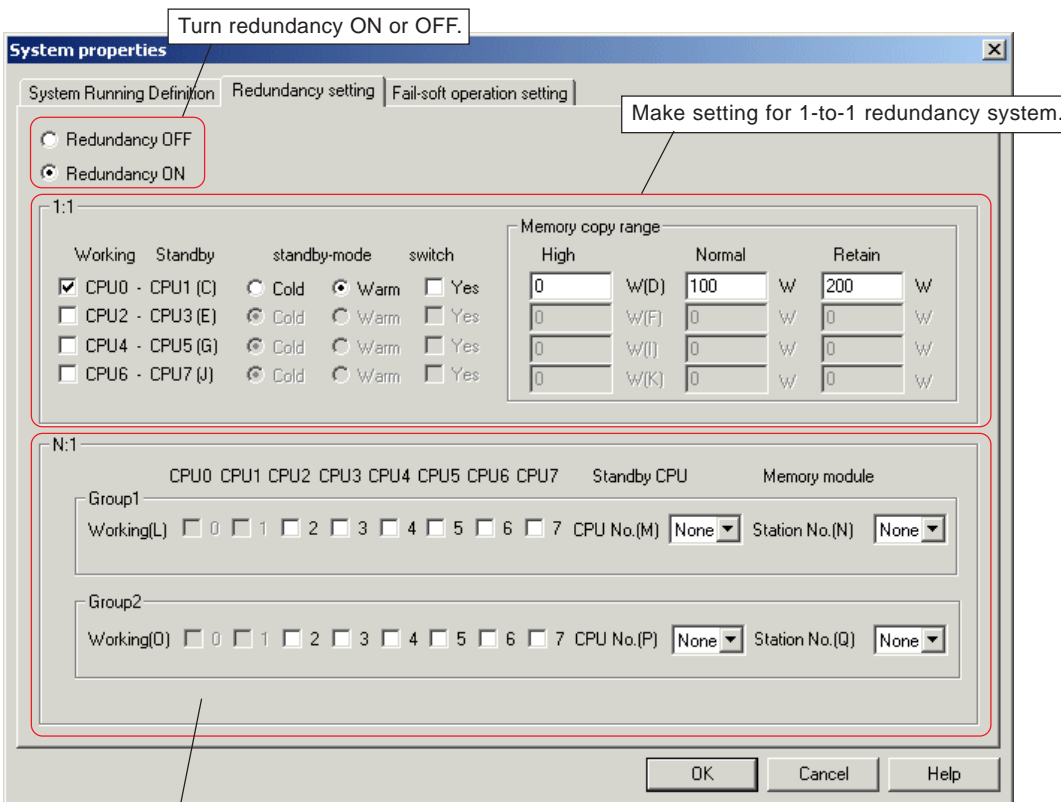 Turn redundancy ON or OFF.
System properties
System Running Definition Redundancy setting Fail-soft operation setting
Make setting for 1-to-1 redundancy system.
Redundancy OFF
Redundancy ON
1:1
Memory copy range
Working Standby standby-mode switch High Normal Retain
CPU0 - CPU1 (C) Cold Warm Yes 0 W(D) 100 W 200 W
CPU2 - CPU3 (E) Cold Warm Yes 0 W(F) 0 W 0 W
CPU4 - CPU5 (G) Cold Warm Yes 0 W(I) 0 W 0 W
CPU6 - CPU7 (J) Cold Warm Yes 0 W(K) 0 W 0 W
N:1
CPU0 CPU1 CPU2 CPU3 CPU4 CPU5 CPU6 CPU7 Standby CPU Memory module
Group1
Working(L) 0 1 2 3 4 5 6 7 CPU No.(M) None Station No.(N) None
Group2
Working(O) 0 1 2 3 4 5 6 7 CPU No.(P) None Station No.(Q) None
OK Cancel Help